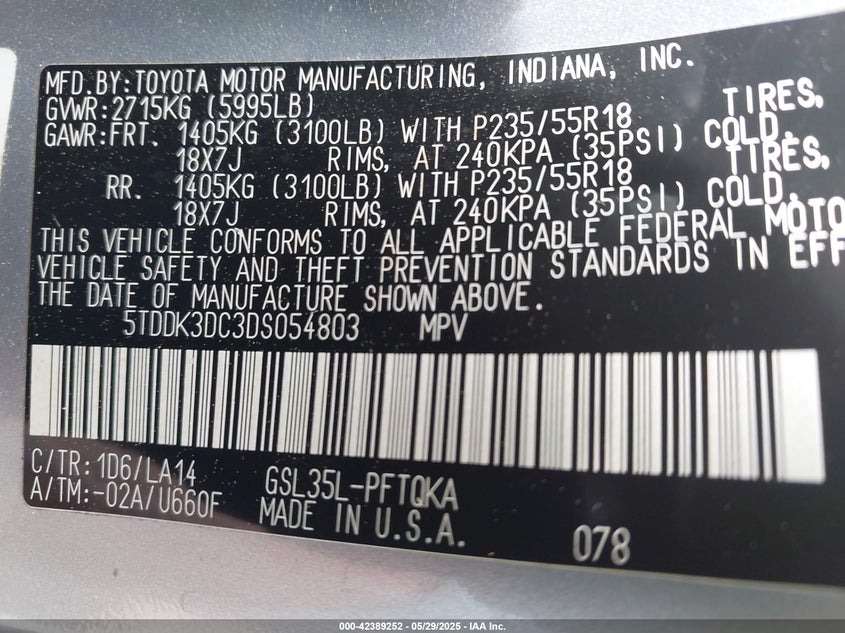 MFD.BY:TOYOTA MOTOR MANUFACTURING, INDIANA, INC.
GVWR:2715KG (5995LB)
GAWR:FRT. 1405KG (3100LB) WITH P235/55R18 TIRES,
18X7J RIMS, AT 240KPA (35PSI) COLD.
RR. 1405KG (3100LB) WITH P235/55R18 TIRES,
18X7J RIMS, AT 240KPA (35PSI) COLD.
THIS VEHICLE CONFORMS TO ALL APPLICABLE FEDERAL MOTO
VEHICLE SAFETY AND THEFT PREVENTION STANDARDS IN EFF
THE DATE OF MANUFACTURE SHOWN ABOVE.
5TDDK3DC3DS054803 MPV
C/TR:1D6/LA14 GSL35L-PFTQKA
A/TM:-02A/U660F MADE IN U.S.A. 078
000-42389252 | 05/29/2025 - IAA Inc.